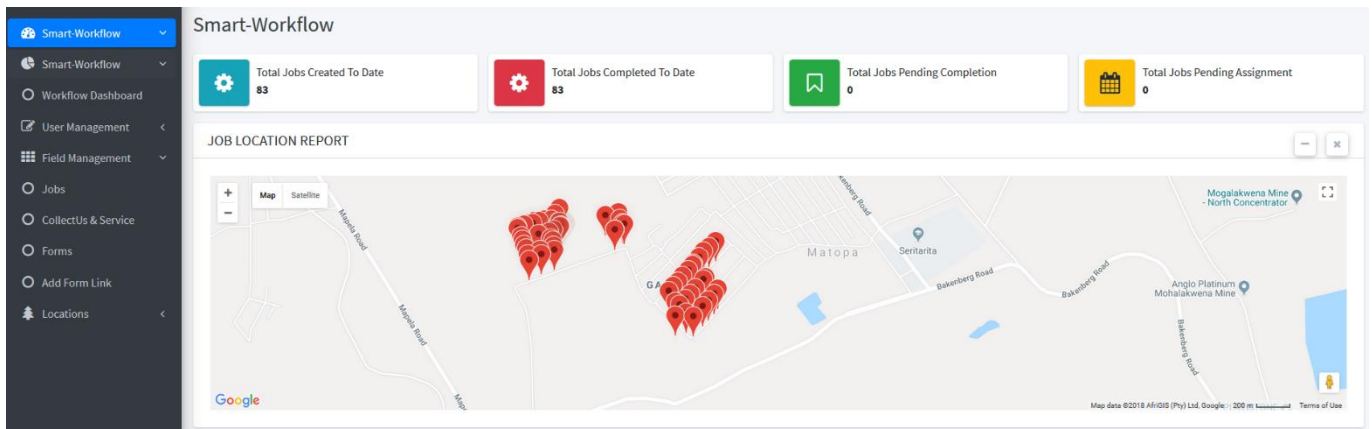 Smart-Workflow
Smart-Workflow
Workflow Dashboard
User Management
Field Management
Jobs
CollectUs & Service
Forms
Add Form Link
Locations
Smart-Workflow
Total Jobs Created To Date
83
Total Jobs Completed To Date
83
Total Jobs Pending Completion
0
Total Jobs Pending Assignment
0
JOB LOCATION REPORT
Map Satellite
Mapela Road
Bakenberg Road
Mogalakwena Mine
- North Concentrator
Matopa
Seritarita
GA
Bakenberg Road
Bakenberg Road
Anglo Platinum
Mohalakwena Mine
Mapela Road
Bakenberg Road
Google
Map data ©2018 AfriGIS (Pty) Ltd, Google 200 m Terms of Use